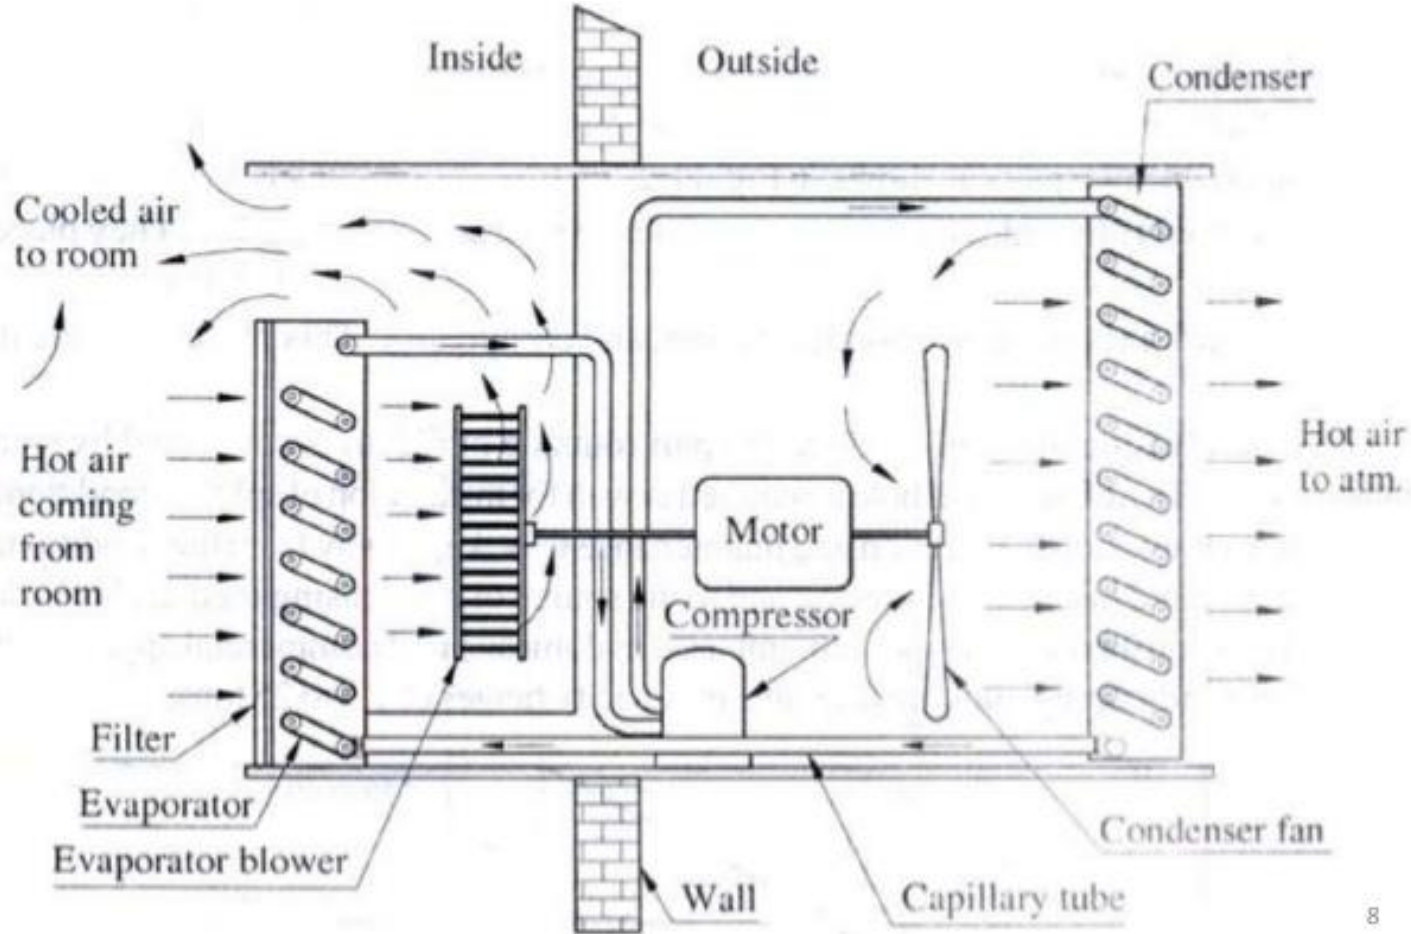 Inside
Outside
Condenser
Cooled air
to room
Hot air
coming
from
room
Hot air
to atm.
Motor
Compressor
Filter
Evaporator
Evaporator blower
Condenser fan
Wall
Capillary tube
8